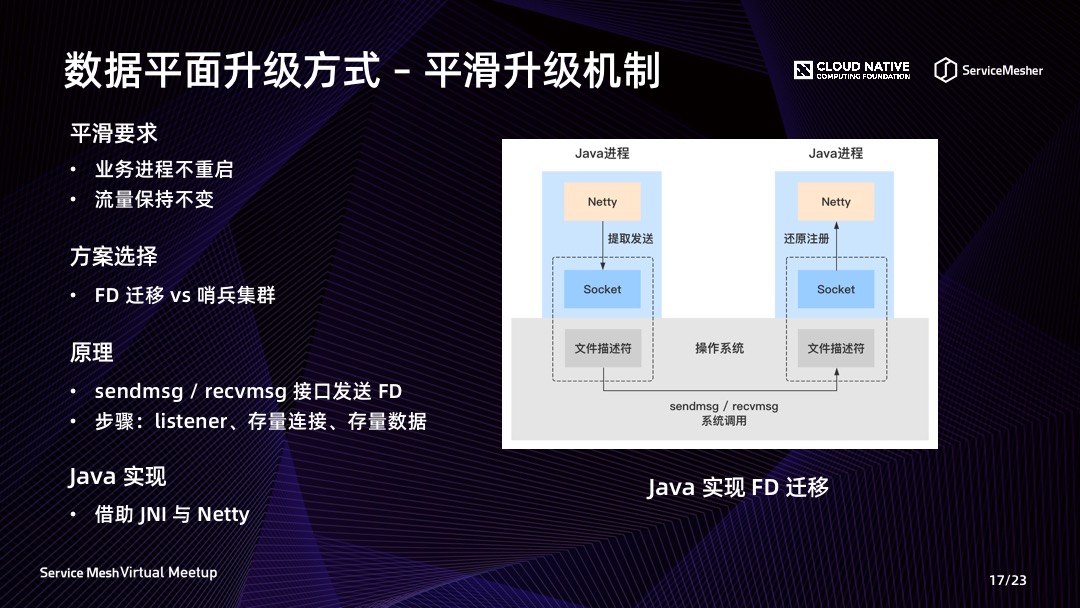 数据平面升级方式 – 平滑升级机制
CLOUD NATIVE
COMPUTING FOUNDATION
ServiceMesher
平滑要求
• 业务进程不重启
• 流量保持不变
方案选择
• FD 迁移 vs 哨兵集群
原理
• sendmsg / recvmsg 接口发送 FD
• 步骤：listener、存量连接、存量数据
Java 实现
• 借助 JNI 与 Netty
Java进程
Java进程
Netty
Netty
提取发送
还原注册
Socket
Socket
文件描述符
操作系统
文件描述符
sendmsg / recvmsg
系统调用
Java 实现 FD 迁移
Service Mesh Virtual Meetup
17/23